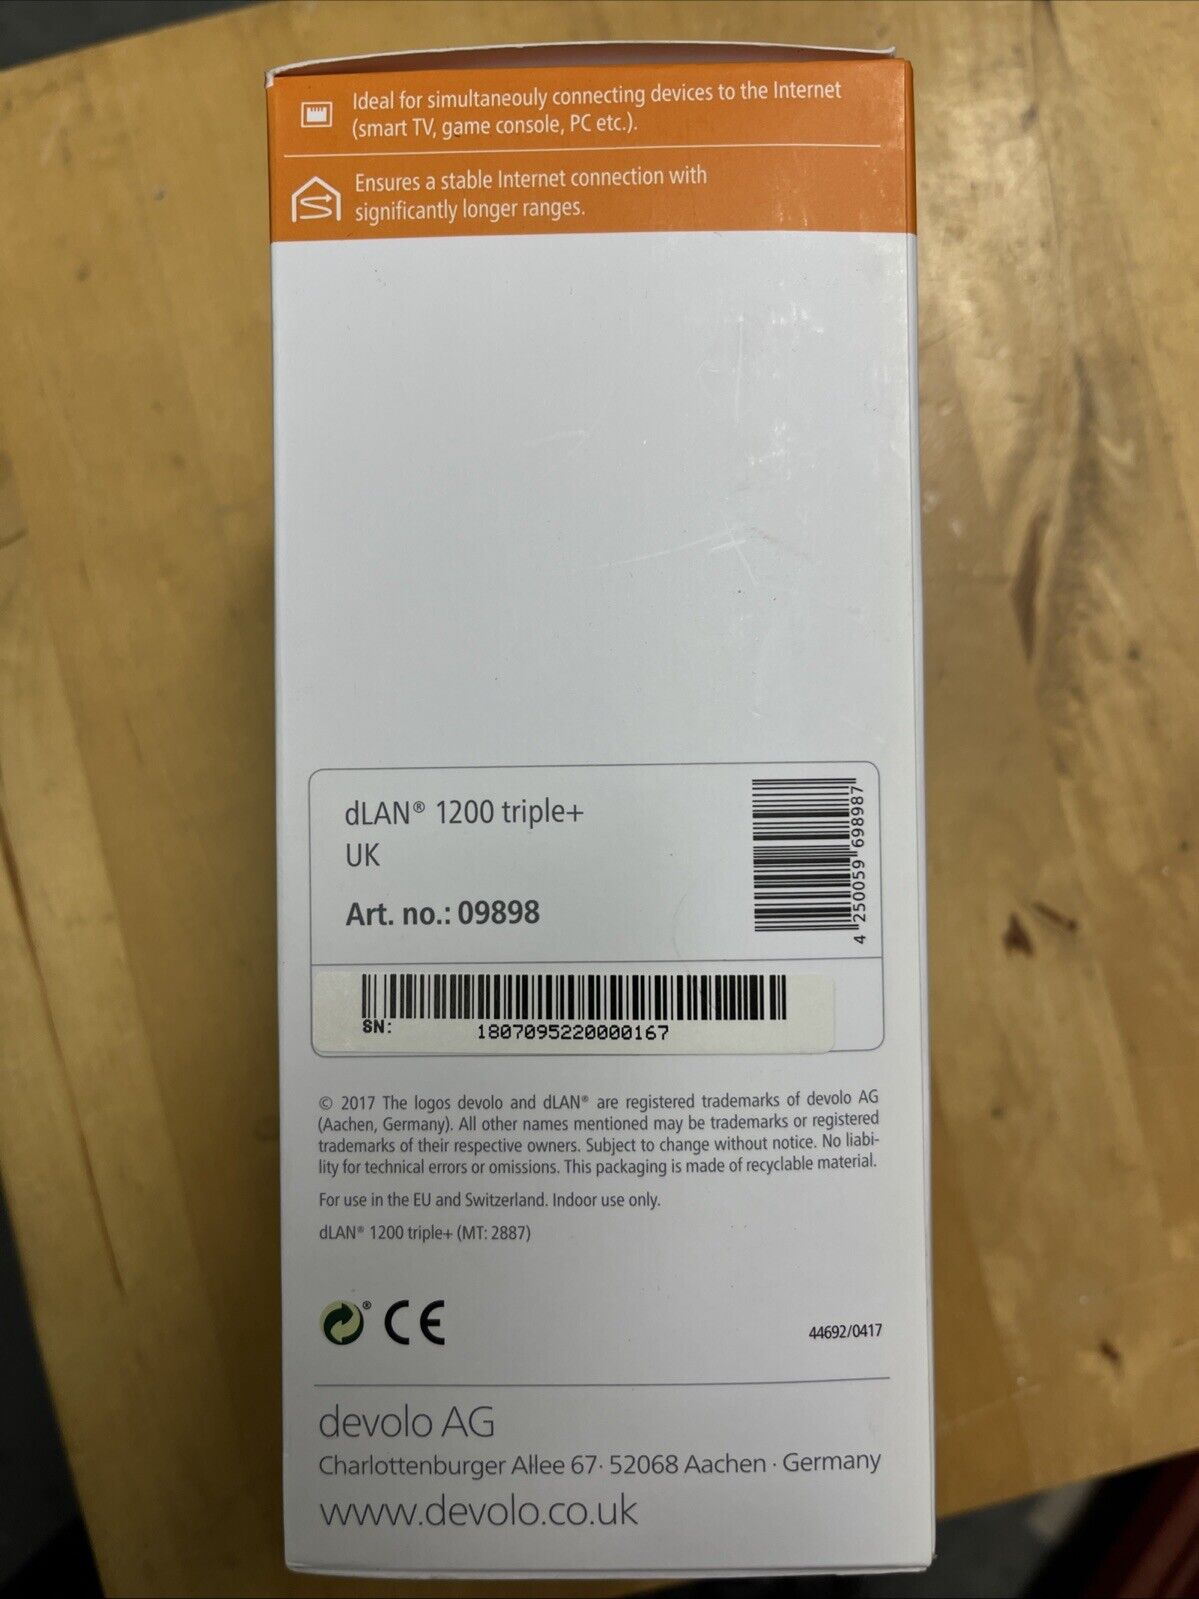 Ideal for simultaneouly connecting devices to the Internet
(smart TV, game console, PC etc.).
Ensures a stable Internet connection with
significantly longer ranges.
dLAN® 1200 triple+
UK
Art. no.: 09898
4 250059 698987
SN: 1807095220000167
© 2017 The logos devolo and dLAN® are registered trademarks of devolo AG
(Aachen, Germany). All other names mentioned may be trademarks or registered
trademarks of their respective owners. Subject to change without notice. No liabi-
lity for technical errors or omissions. This packaging is made of recyclable material.
For use in the EU and Switzerland. Indoor use only.
dLAN® 1200 triple+ (MT: 2887)
® CE
44692/0417
devolo AG
Charlottenburger Allee 67 · 52068 Aachen · Germany
www.devolo.co.uk